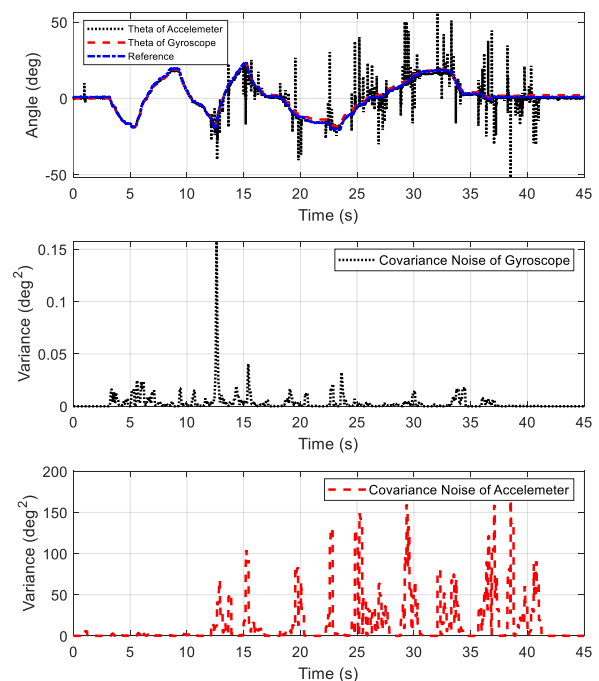 Theta of Accelemeter
Theta of Gyroscope
Reference
50
0
-50
Angle (deg)
0 5 10 15 20 25 30 35 40 45
Time (s)
Covariance Noise of Gyroscope
0.15
0.1
0.05
0
Variance (deg²)
0 5 10 15 20 25 30 35 40 45
Time (s)
Covariance Noise of Accelemeter
200
150
100
50
0
Variance (deg²)
0 5 10 15 20 25 30 35 40 45
Time (s)